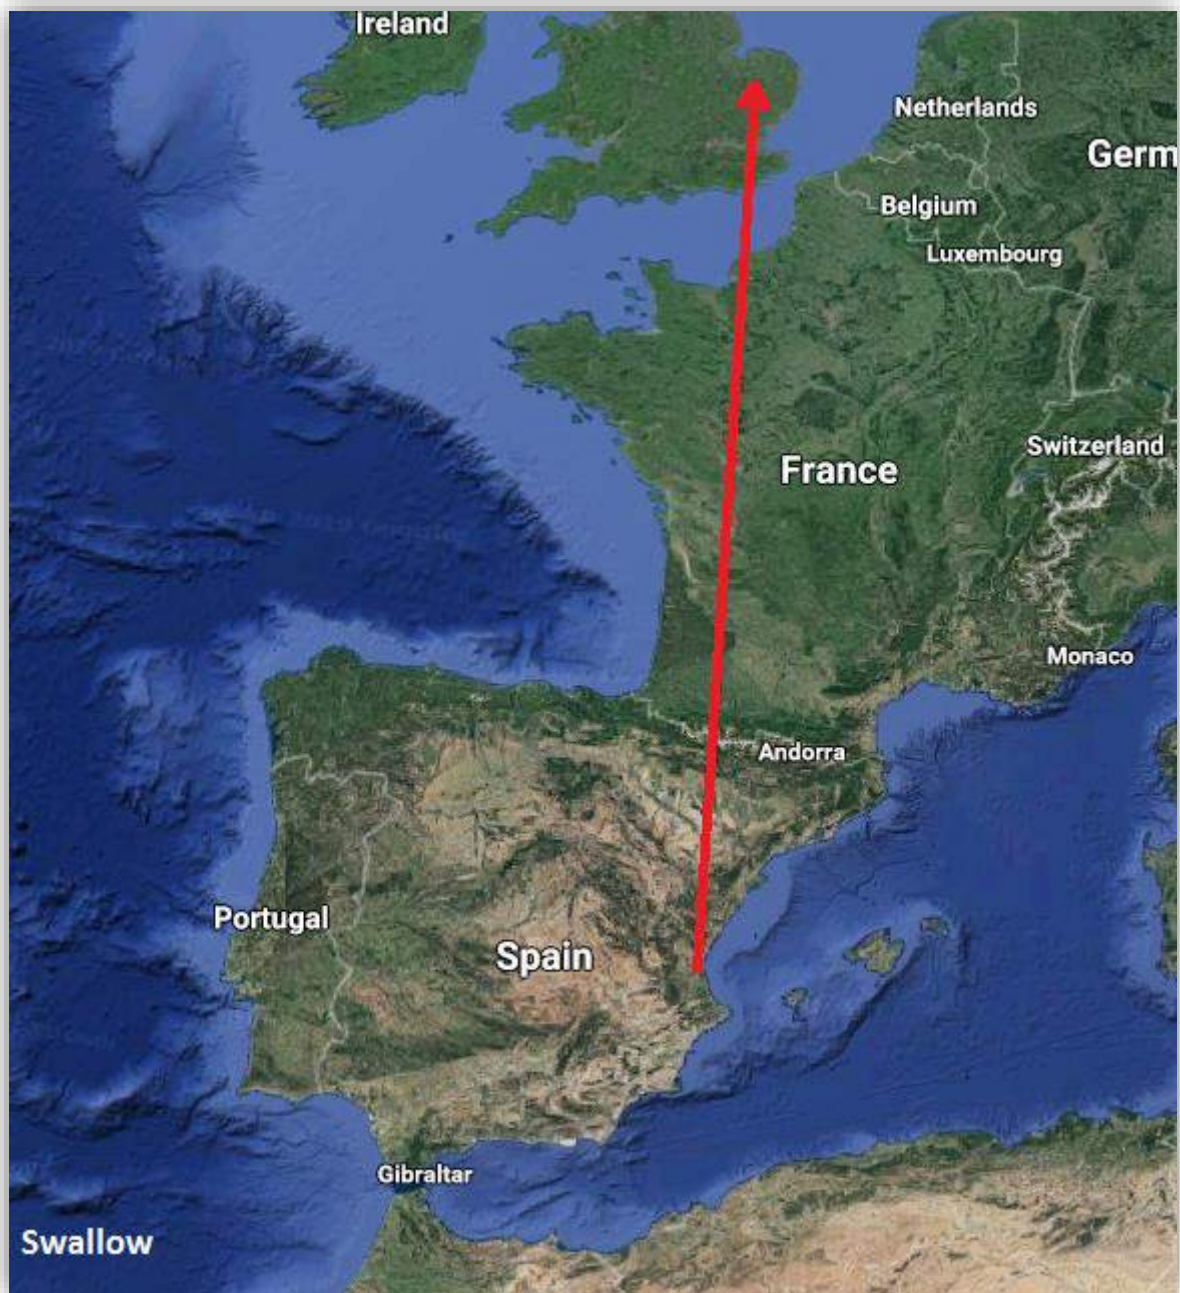 Ireland
Netherlands
Germ
Belgium
Luxembourg
Switzerland
France
Monaco
Andorra
Portugal
Spain
Gibraltar
Swallow